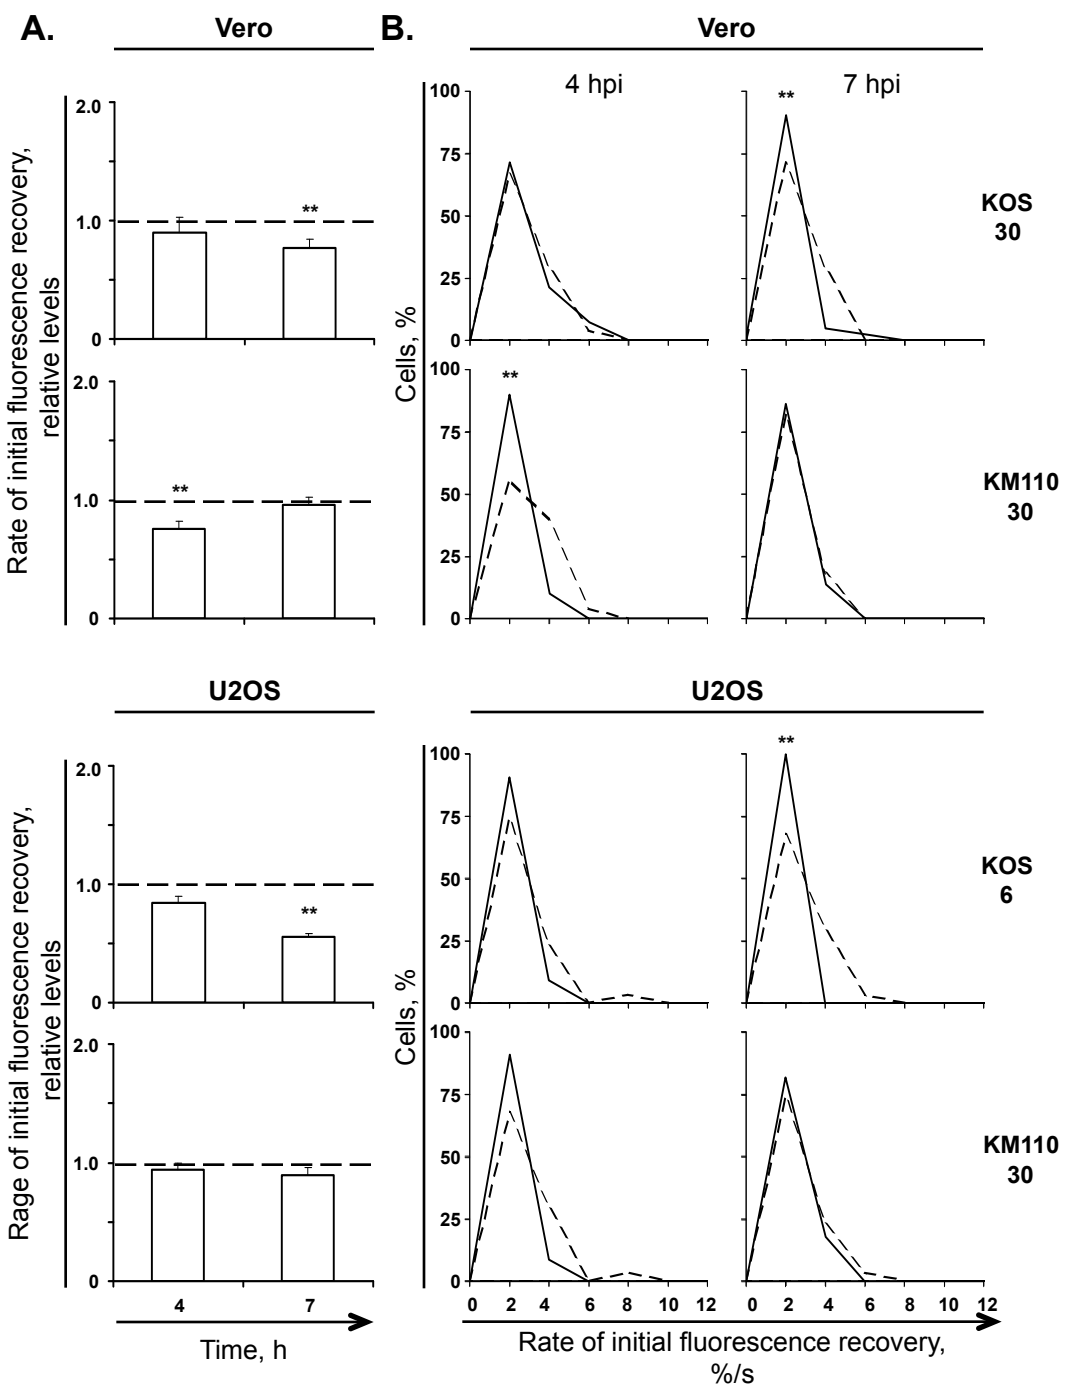 A.
Vero
B.
Vero
4 hpi
7 hpi
Rate of initial fluorescence recovery,
relative levels
2.0
1.0
**
0
2.0
1.0
**
0
Cells, %
100
75
50
25
0
**
KOS
30
100
75
50
25
0
**
KM110
30
U2OS
U2OS
Rage of initial fluorescence recovery,
relative levels
2.0
1.0
**
0
2.0
1.0
0
4 7
Time, h
Cells, %
100
75
50
25
0
**
KOS
6
100
75
50
25
0
KM110
30
0 2 4 6 8 10 12
0 2 4 6 8 10 12
Rate of initial fluorescence recovery,
%/s